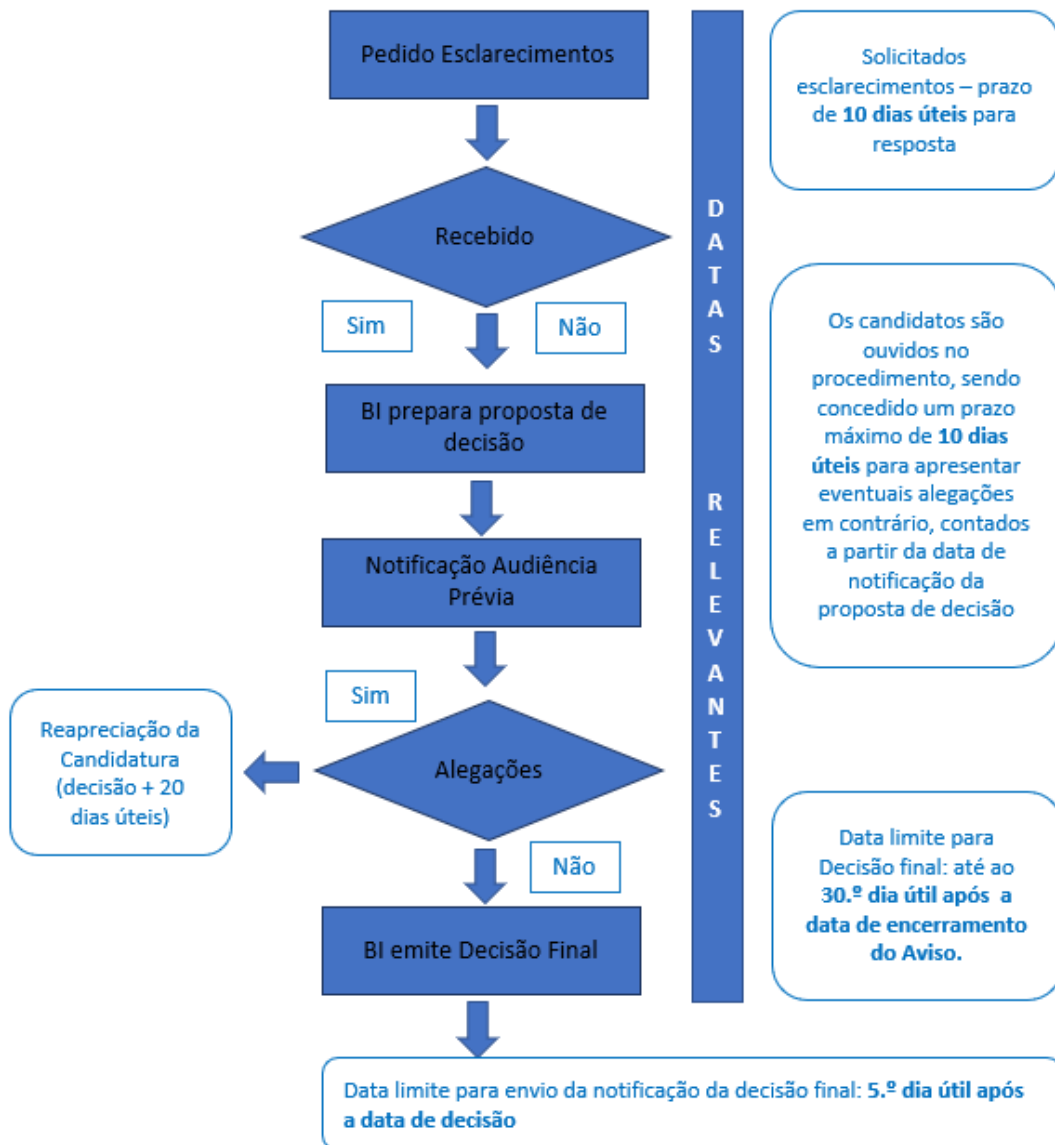 Pedido Esclarecimentos
Solicitados
esclarecimentos – prazo
de 10 dias úteis para
resposta
Recebido
Sim
Não
BI prepara proposta de
decisão
Notificação Audiência
Prévia
DATAS RELEVANTES
Os candidatos são
ouvidos no
procedimento, sendo
concedido um prazo
máximo de 10 dias
úteis para apresentar
eventuais alegações
em contrário, contados
a partir da data de
notificação da
proposta de decisão
Sim
Alegações
Reapreciação da
Candidatura
(decisão + 20
dias úteis)
Não
BI emite Decisão Final
Data limite para
Decisão final: até ao
30.º dia útil após a
data de encerramento
do Aviso.
Data limite para envio da notificação da decisão final: 5.º dia útil após
a data de decisão